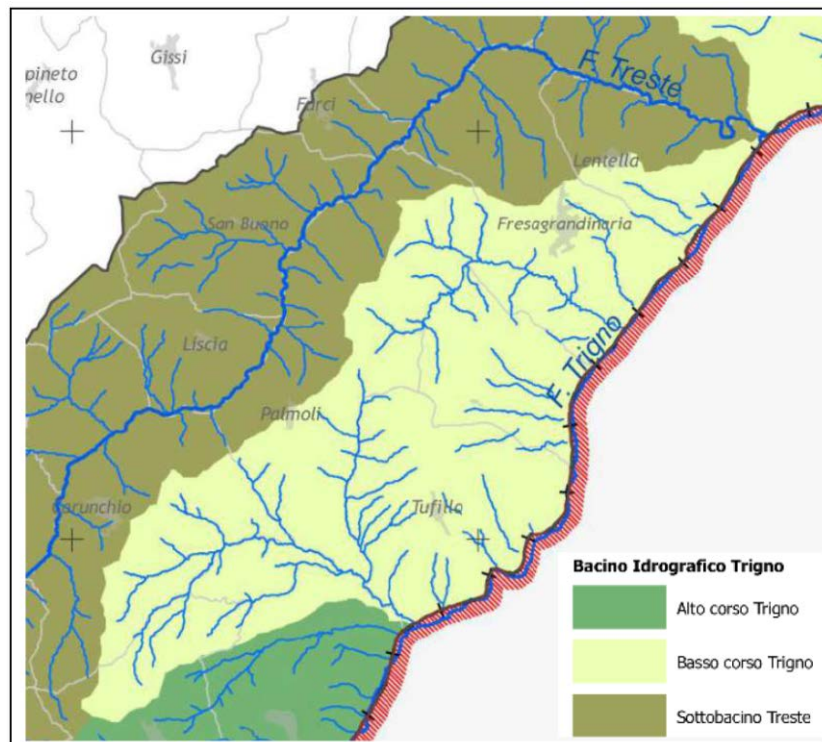 Gissi
pineto
nello
Furci
F. Treste
Lentella
San Buono
Fresagrandinaria
Liscia
F. Trigno
Palmoli
Carunchio
Tufillo
Bacino Idrografico Trigno
Alto corso Trigno
Basso corso Trigno
Sottobacino Treste